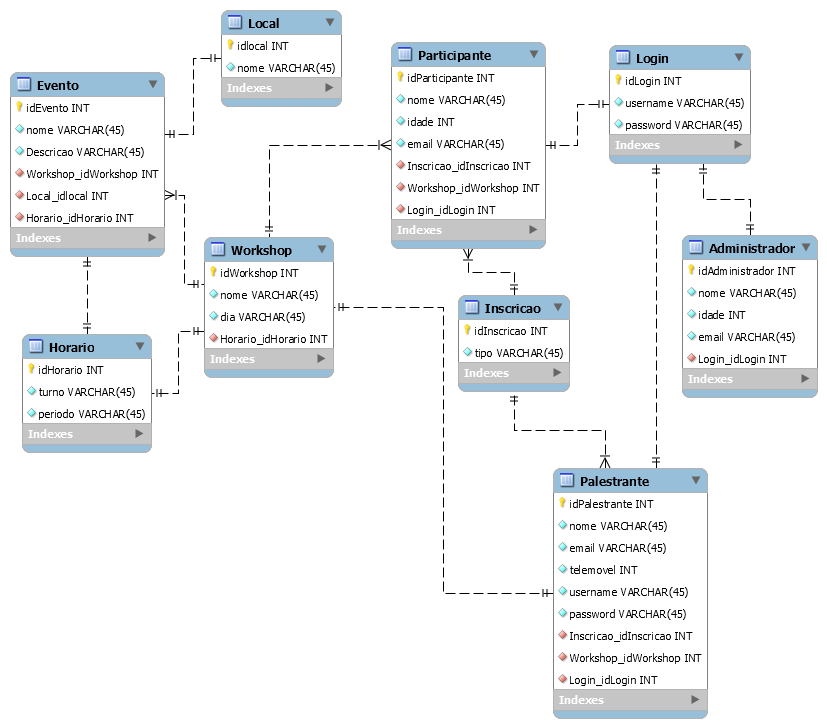 Local
idlocal INT
nome VARCHAR(45)
Indexes
Evento
idEvento INT
nome VARCHAR(45)
Descricao VARCHAR(45)
Workshop_idWorkshop INT
Local_idlocal INT
Horario_idHorario INT
Indexes
Participante
idParticipante INT
nome VARCHAR(45)
idade INT
email VARCHAR(45)
Inscricao_idInscricao INT
Workshop_idWorkshop INT
Login_idLogin INT
Indexes
Login
idLogin INT
username VARCHAR(45)
password VARCHAR(45)
Indexes
Workshop
idWorkshop INT
nome VARCHAR(45)
dia VARCHAR(45)
Horario_idHorario INT
Indexes
Administrador
idAdministrador INT
nome VARCHAR(45)
idade INT
email VARCHAR(45)
Login_idLogin INT
Indexes
Inscricao
idInscricao INT
tipo VARCHAR(45)
Indexes
Horario
idHorario INT
turno VARCHAR(45)
periodo VARCHAR(45)
Indexes
Palestrante
idPalestrante INT
nome VARCHAR(45)
email VARCHAR(45)
telemovel INT
username VARCHAR(45)
password VARCHAR(45)
Inscricao_idInscricao INT
Workshop_idWorkshop INT
Login_idLogin INT
Indexes